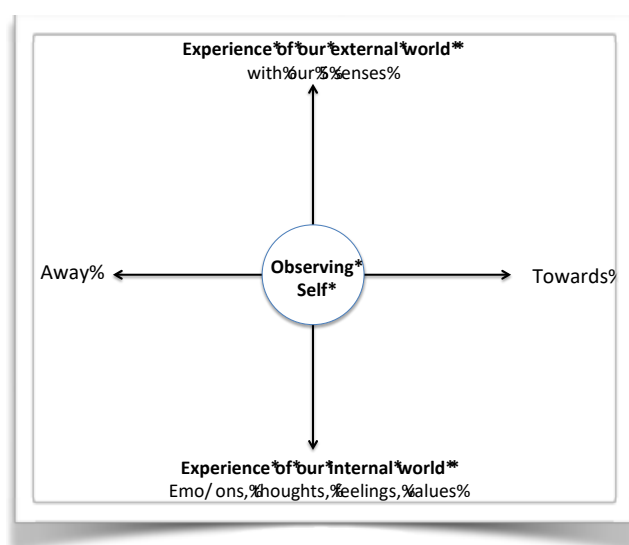 Experience*of*our*external*world**
with%our%5%senses%
Away%
Observing*
Self*
Towards%
Experience*of*our*internal*world**
Emo/ons,%thoughts,%feelings,%values%